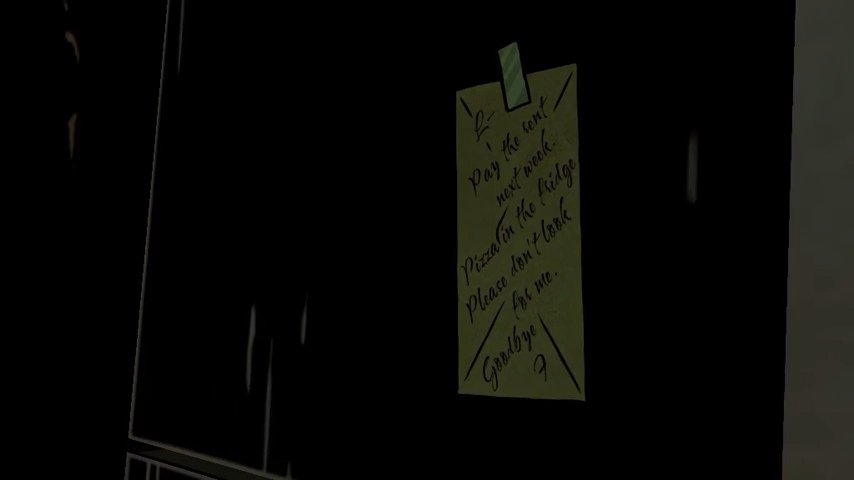 E-
Pay the rent
next week.
Pizza in the fridge
Please don't look
for me.
Goodbye
F